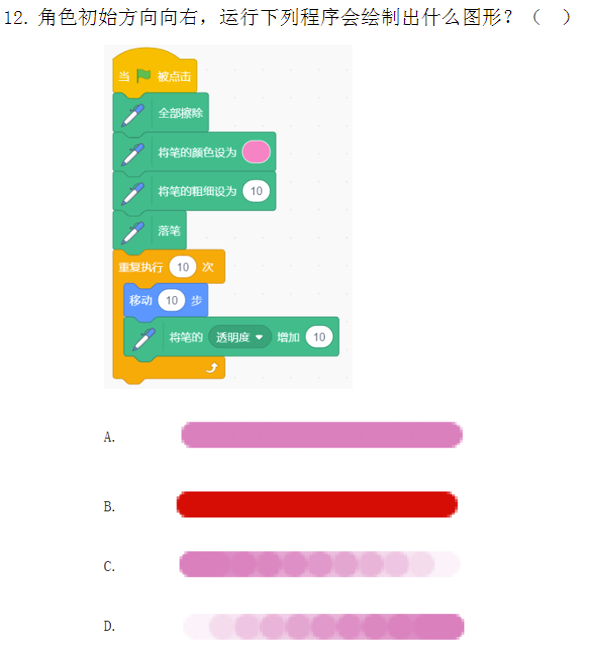 12. 角色初始方向向右，运行下列程序会绘制出什么图形？（ ）
当 被点击
全部擦除
将笔的颜色设为
将笔的粗细设为 10
落笔
重复执行 10 次
移动 10 步
将笔的 透明度 增加 10
A.
B.
C.
D.